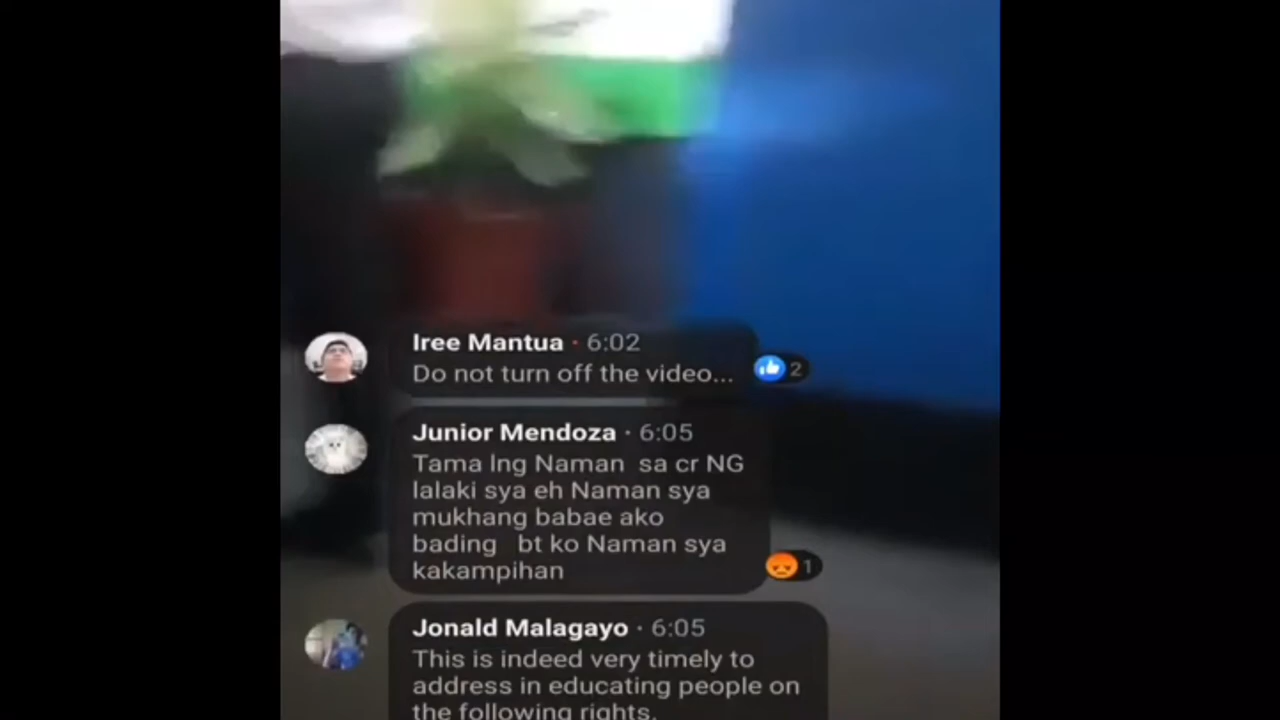 Iree Mantua · 6:02
Do not turn off the video...
2
Junior Mendoza · 6:05
Tama lng Naman sa cr NG
lalaki sya eh Naman sya
mukhang babae ako
bading bt ko Naman sya
kakampihan
1
Jonald Malagayo · 6:05
This is indeed very timely to
address in educating people on
the following rights.